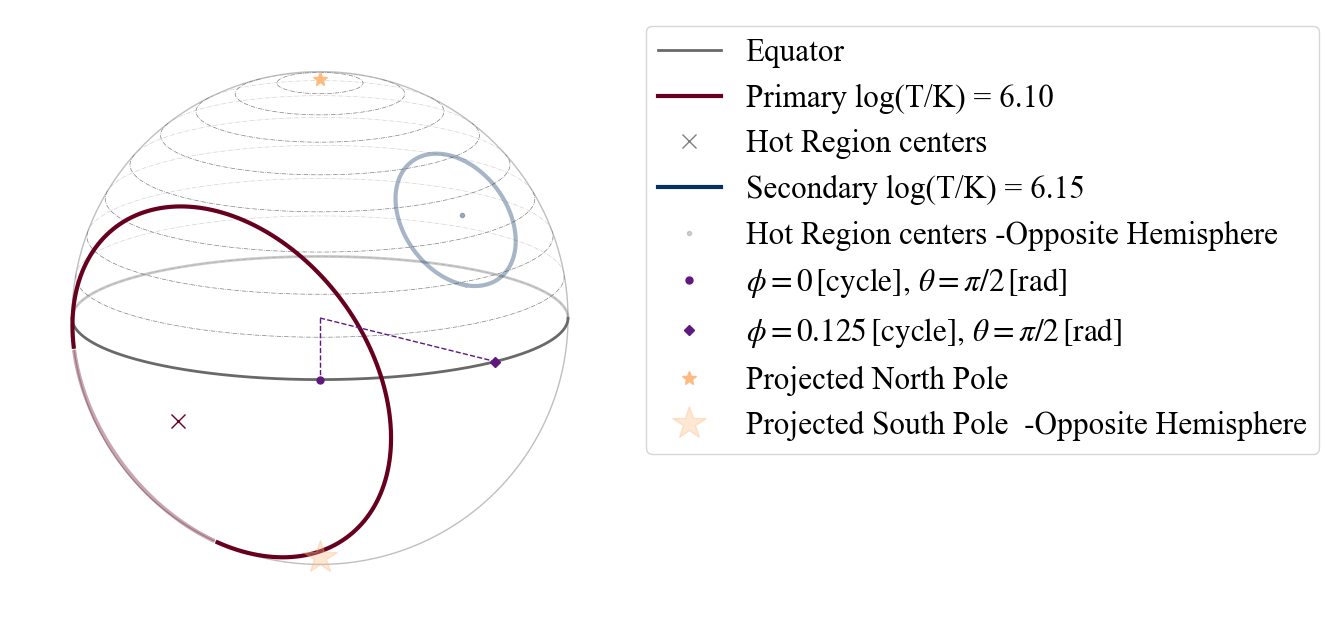 Equator
Primary log(T/K) = 6.10
Hot Region centers
Secondary log(T/K) = 6.15
Hot Region centers -Opposite Hemisphere
ϕ = 0 [cycle], θ = π/2 [rad]
ϕ = 0.125 [cycle], θ = π/2 [rad]
Projected North Pole
Projected South Pole  -Opposite Hemisphere